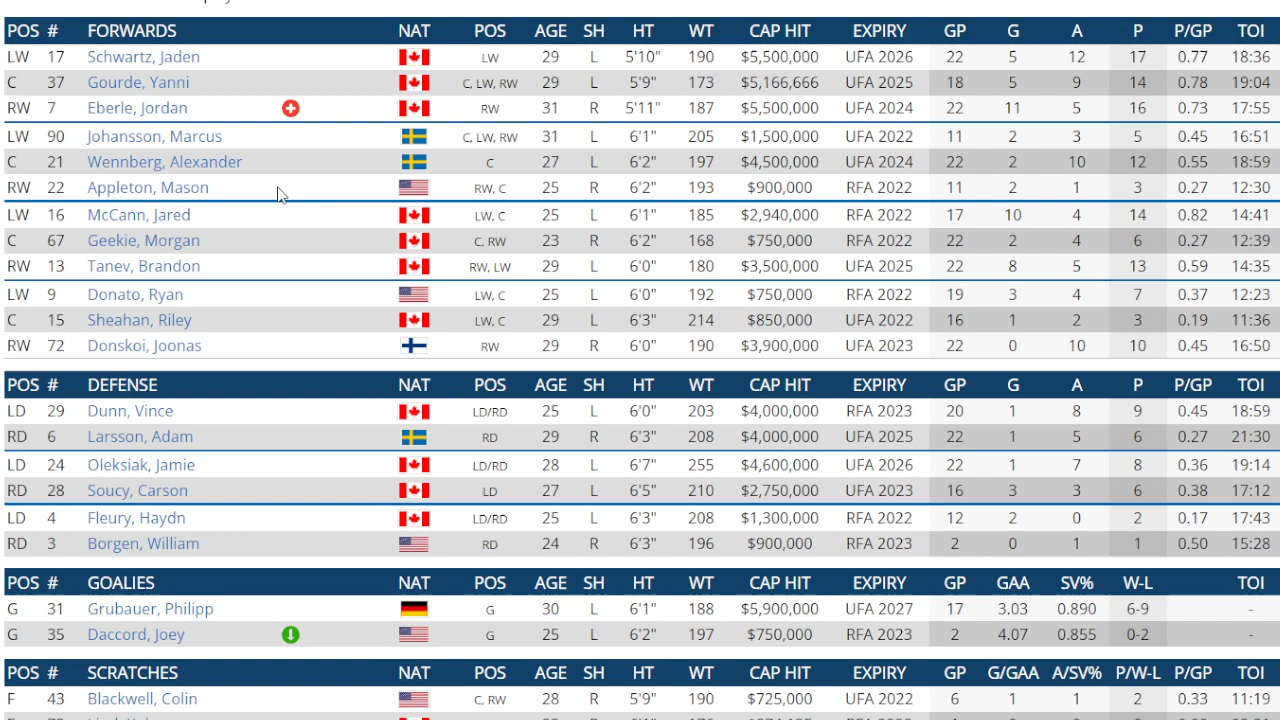 POS # FORWARDS NAT POS AGE SH HT WT CAP HIT EXPIRY GP G A P P/GP TOI
LW 17 Schwartz, Jaden LW 29 L 5'10" 190 $5,500,000 UFA 2026 22 5 12 17 0.77 18:36
C 37 Gourde, Yanni C, LW, RW 29 L 5'9" 173 $5,166,666 UFA 2025 18 5 9 14 0.78 19:04
RW 7 Eberle, Jordan RW 31 R 5'11" 187 $5,500,000 UFA 2024 22 11 5 16 0.73 17:55
LW 90 Johansson, Marcus C, LW, RW 31 L 6'1" 205 $1,500,000 UFA 2022 11 2 3 5 0.45 16:51
C 21 Wennberg, Alexander C 27 L 6'2" 197 $4,500,000 UFA 2024 22 2 10 12 0.55 18:59
RW 22 Appleton, Mason RW, C 25 R 6'2" 193 $900,000 RFA 2022 11 2 1 3 0.27 12:30
LW 16 McCann, Jared LW, C 25 L 6'1" 185 $2,940,000 RFA 2022 17 10 4 14 0.82 14:41
C 67 Geekie, Morgan C, RW 23 R 6'2" 168 $750,000 RFA 2022 22 2 4 6 0.27 12:39
RW 13 Tanev, Brandon RW, LW 29 L 6'0" 180 $3,500,000 UFA 2025 22 8 5 13 0.59 14:35
LW 9 Donato, Ryan LW, C 25 L 6'0" 192 $750,000 RFA 2022 19 3 4 7 0.37 12:23
C 15 Sheahan, Riley LW, C 29 L 6'3" 214 $850,000 UFA 2022 16 1 2 3 0.19 11:36
RW 72 Donskoi, Joonas RW 29 R 6'0" 190 $3,900,000 UFA 2023 22 0 10 10 0.45 16:50
POS # DEFENSE NAT POS AGE SH HT WT CAP HIT EXPIRY GP G A P P/GP TOI
LD 29 Dunn, Vince LD/RD 25 L 6'0" 203 $4,000,000 RFA 2023 20 1 8 9 0.45 18:59
RD 6 Larsson, Adam RD 29 R 6'3" 208 $4,000,000 UFA 2025 22 1 5 6 0.27 21:30
LD 24 Oleksiak, Jamie LD/RD 28 L 6'7" 255 $4,600,000 UFA 2026 22 1 7 8 0.36 19:14
RD 28 Soucy, Carson LD 27 L 6'5" 210 $2,750,000 UFA 2023 16 3 3 6 0.38 17:12
LD 4 Fleury, Haydn LD/RD 25 L 6'3" 208 $1,300,000 RFA 2022 12 2 0 2 0.17 17:43
RD 3 Borgen, William RD 24 R 6'3" 196 $900,000 RFA 2023 2 0 1 1 0.50 15:28
POS # GOALIES NAT POS AGE SH HT WT CAP HIT EXPIRY GP GAA SV% W-L TOI
G 31 Grubauer, Philipp G 30 L 6'1" 188 $5,900,000 UFA 2027 17 3.03 0.890 6-9 -
G 35 Daccord, Joey G 25 L 6'2" 197 $750,000 RFA 2023 2 4.07 0.855 0-2 -
POS # SCRATCHES NAT POS AGE SH HT WT CAP HIT EXPIRY GP G/GAA A/SV% P/W-L P/GP TOI
F 43 Blackwell, Colin C, RW 28 R 5'9" 190 $725,000 UFA 2022 6 1 1 2 0.33 11:19